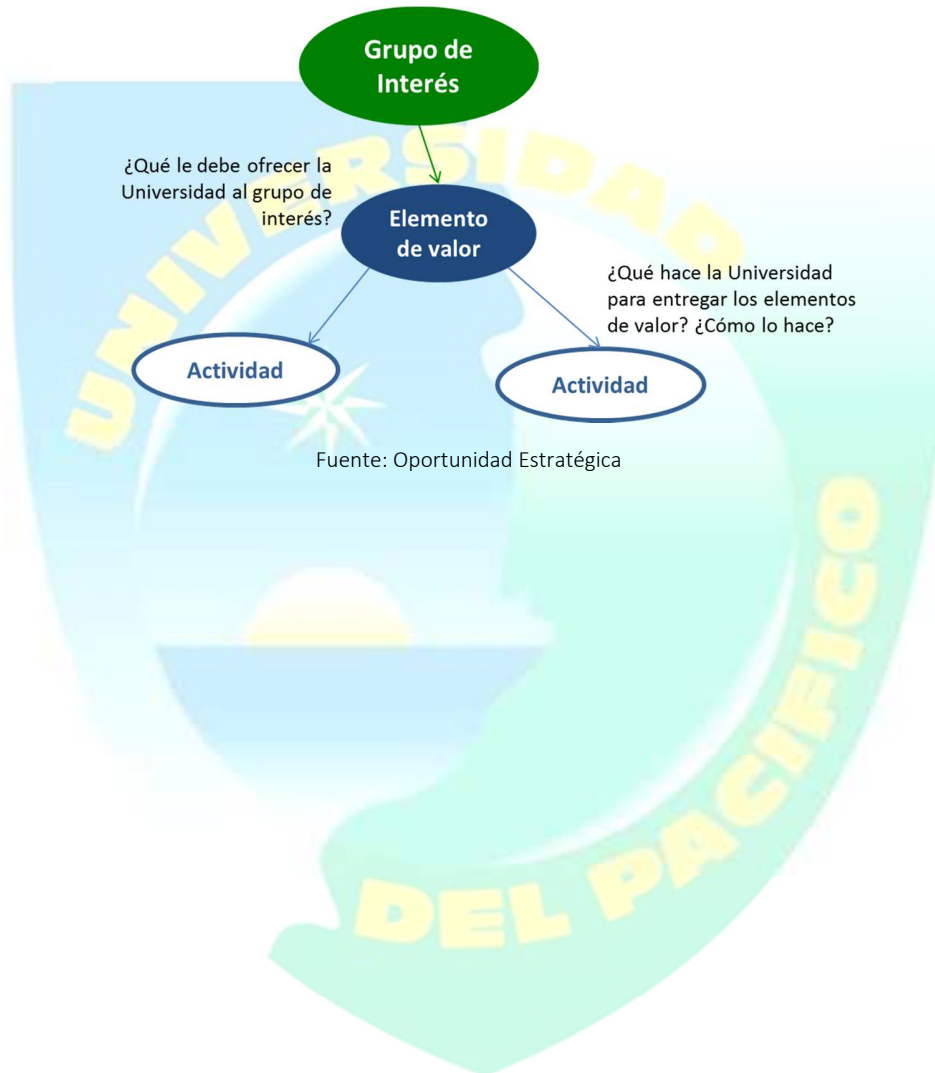 Grupo de
Interés
¿Qué le debe ofrecer la
Universidad al grupo de
interés?
Elemento
de valor
¿Qué hace la Universidad
para entregar los elementos
de valor? ¿Cómo lo hace?
Actividad
Actividad
Fuente: Oportunidad Estratégica
UNIVERSIDAD
DEL PACIFICO